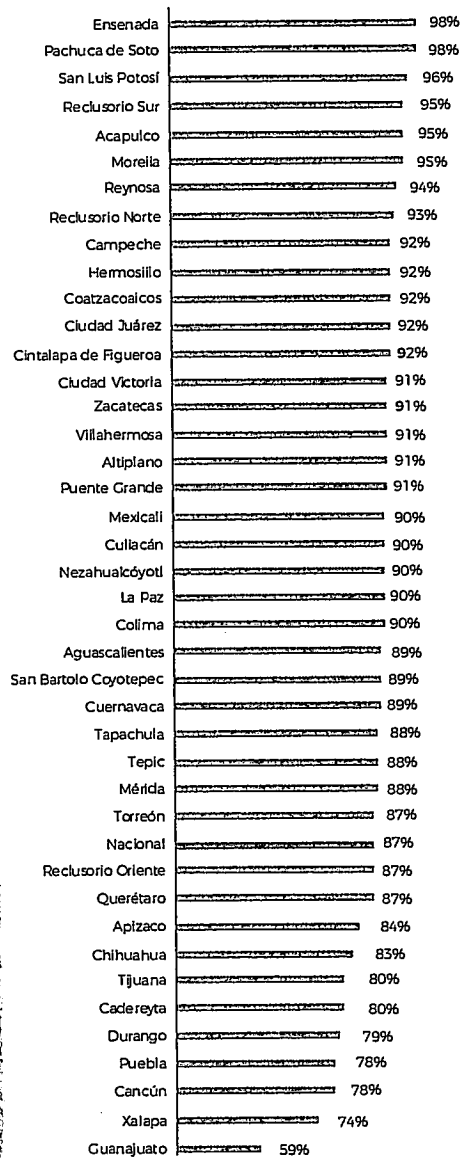 Ensenada 98%
Pachuca de Soto 98%
San Luis Potosí 96%
Reclusorio Sur 95%
Acapulco 95%
Morelia 95%
Reynosa 94%
Reclusorio Norte 93%
Campeche 92%
Hermosillo 92%
Coatzacoalcos 92%
Ciudad Juárez 92%
Cintalapa de Figueroa 92%
Ciudad Victoria 91%
Zacatecas 91%
Villahermosa 91%
Altiplano 91%
Puente Grande 91%
Mexicali 90%
Culiacán 90%
Nezahualcóyotl 90%
La Paz 90%
Colima 90%
Aguascalientes 89%
San Bartolo Coyotepec 89%
Cuernavaca 89%
Tapachula 88%
Tepic 88%
Mérida 88%
Torreón 87%
Nacional 87%
Reclusorio Oriente 87%
Querétaro 87%
Apizaco 84%
Chihuahua 83%
Tijuana 80%
Cadereyta 80%
Durango 79%
Puebla 78%
Cancún 78%
Xalapa 74%
Guanajuato 59%